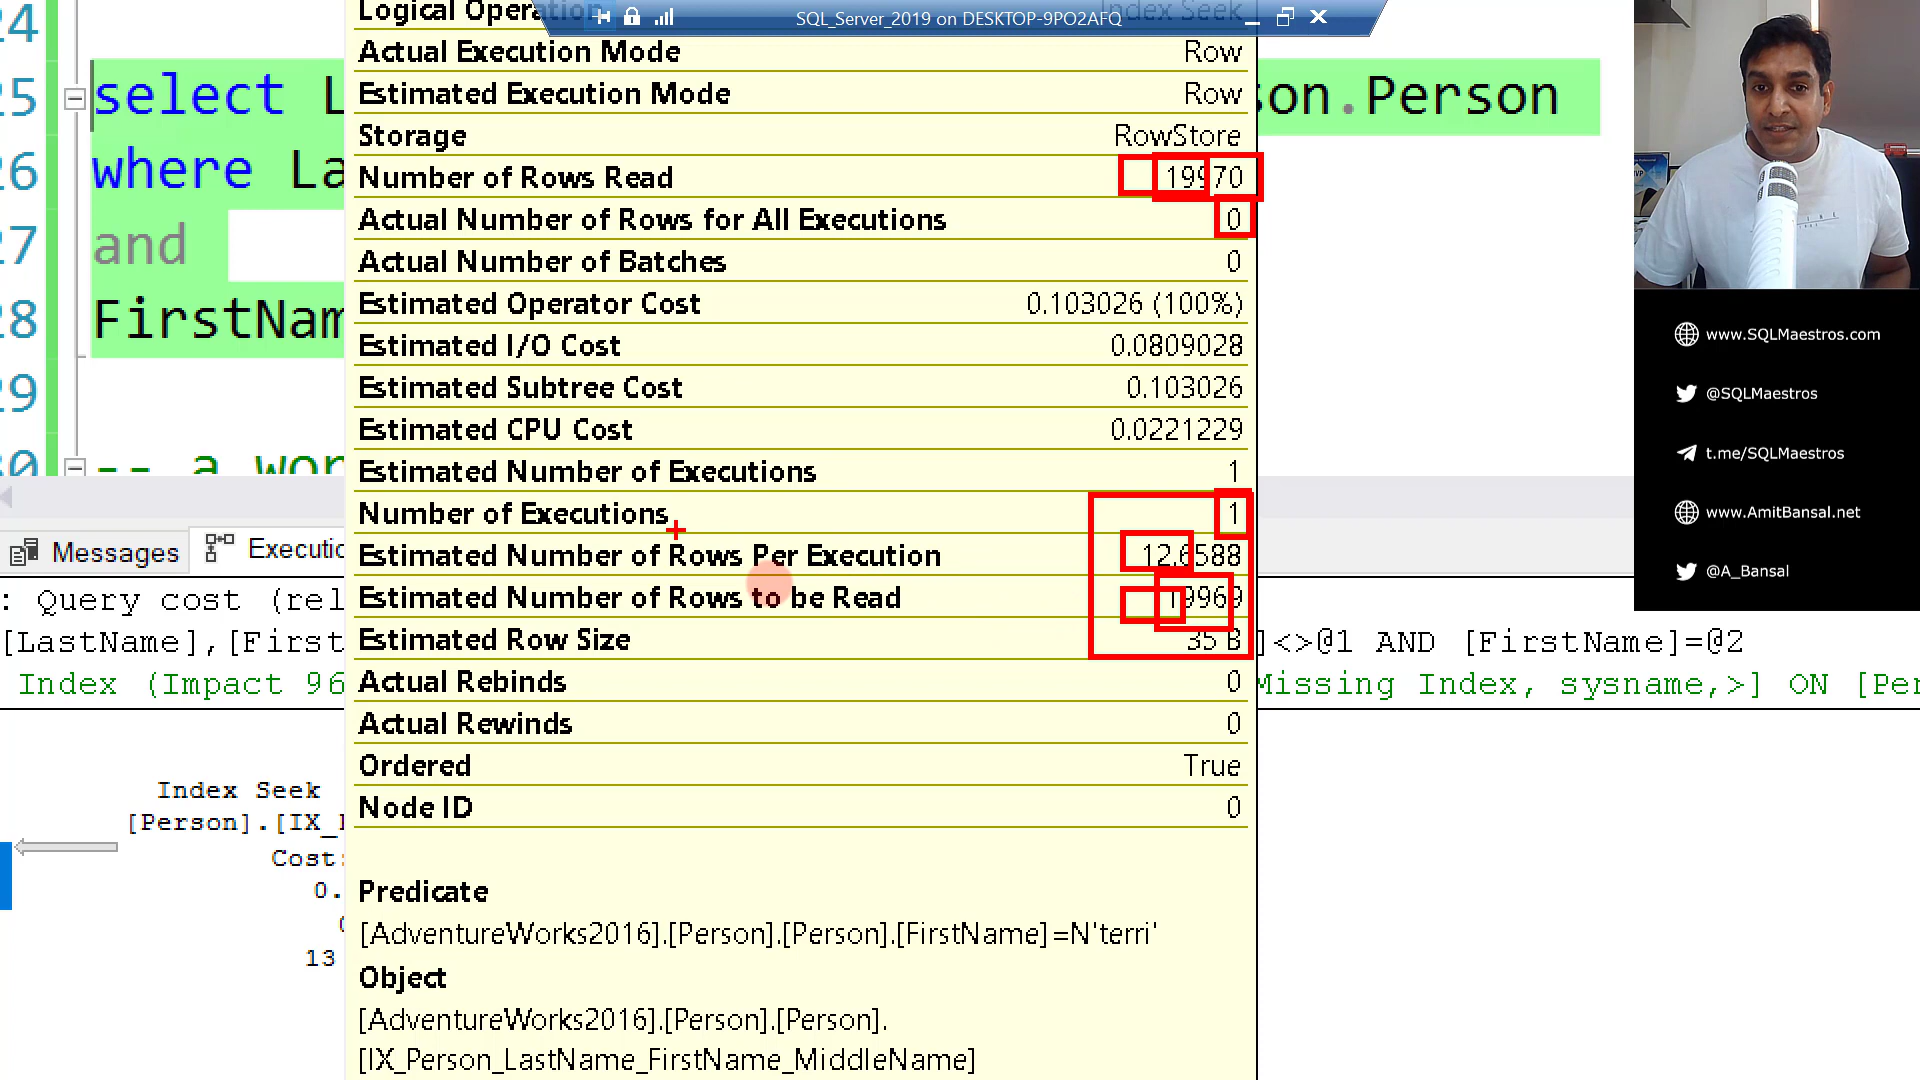 SQL_Server_2019 on DESKTOP-9PO2AFQ
24
25 select L son.Person
26 where La
27 and
28 FirstNam
29
30 -- a wor
Messages Executio
: Query cost (rel
[LastName],[First ]<>@1 AND [FirstName]=@2
Index (Impact 96 Missing Index, sysname,>] ON [Per
Index Seek
[Person].[IX_
Cost:
0.
13
Logical Operation Index Seek
Actual Execution Mode Row
Estimated Execution Mode Row
Storage RowStore
Number of Rows Read 19970
Actual Number of Rows for All Executions 0
Actual Number of Batches 0
Estimated Operator Cost 0.103026 (100%)
Estimated I/O Cost 0.0809028
Estimated Subtree Cost 0.103026
Estimated CPU Cost 0.0221229
Estimated Number of Executions 1
Number of Executions 1
Estimated Number of Rows Per Execution 12.6588
Estimated Number of Rows to be Read 19969
Estimated Row Size 35 B
Actual Rebinds 0
Actual Rewinds 0
Ordered True
Node ID 0
Predicate
[AdventureWorks2016].[Person].[Person].[FirstName]=N'terri'
Object
[AdventureWorks2016].[Person].[Person].
[IX_Person_LastName_FirstName_MiddleName]
www.SQLMaestros.com
@SQLMaestros
t.me/SQLMaestros
www.AmitBansal.net
@A_Bansal